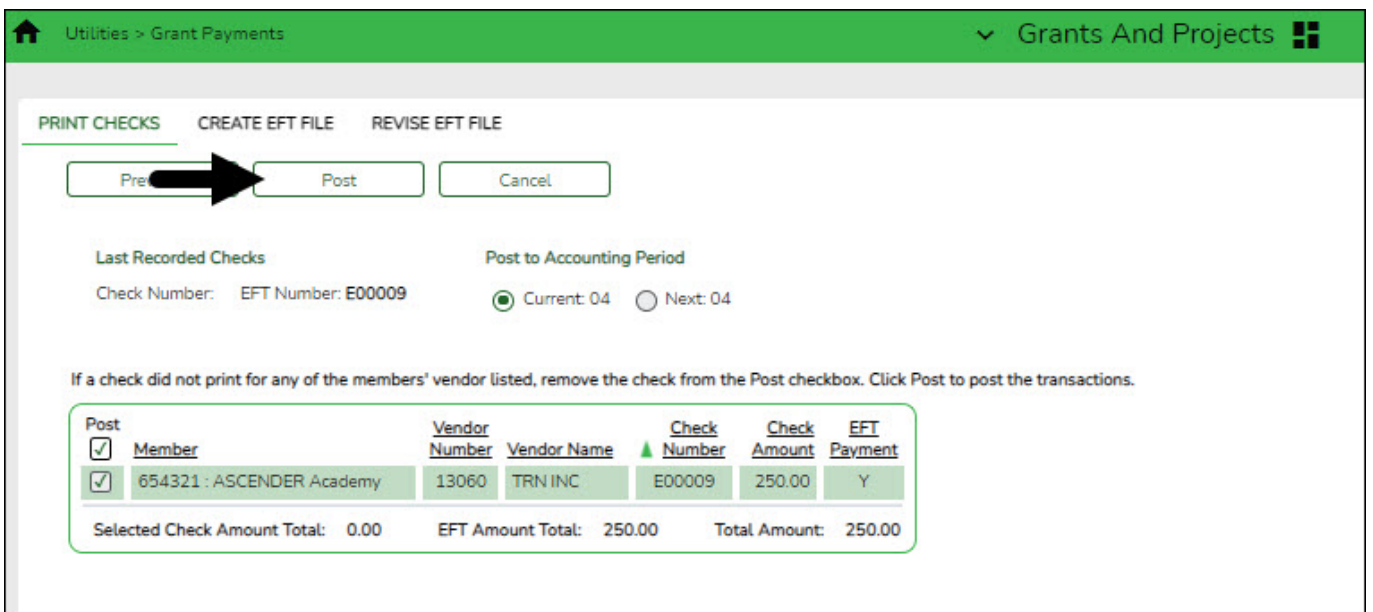 Utilities > Grant Payments
Grants And Projects
PRINT CHECKS CREATE EFT FILE REVISE EFT FILE
Post Cancel
Last Recorded Checks Post to Accounting Period
Check Number: EFT Number: E00009 Current: 04 Next: 04
If a check did not print for any of the members' vendor listed, remove the check from the Post checkbox. Click Post to post the transactions.
Post Vendor Check Check EFT
Member Number Vendor Name Number Amount Payment
654321 : ASCENDER Academy 13060 TRN INC E00009 250.00 Y
Selected Check Amount Total: 0.00 EFT Amount Total: 250.00 Total Amount: 250.00